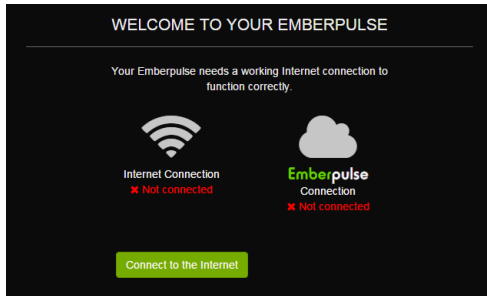 WELCOME TO YOUR EMBERPULSE
Your Emberpulse needs a working Internet connection to
function correctly.
Internet Connection
✖ Not connected
Emberpulse
Connection
✖ Not connected
Connect to the Internet